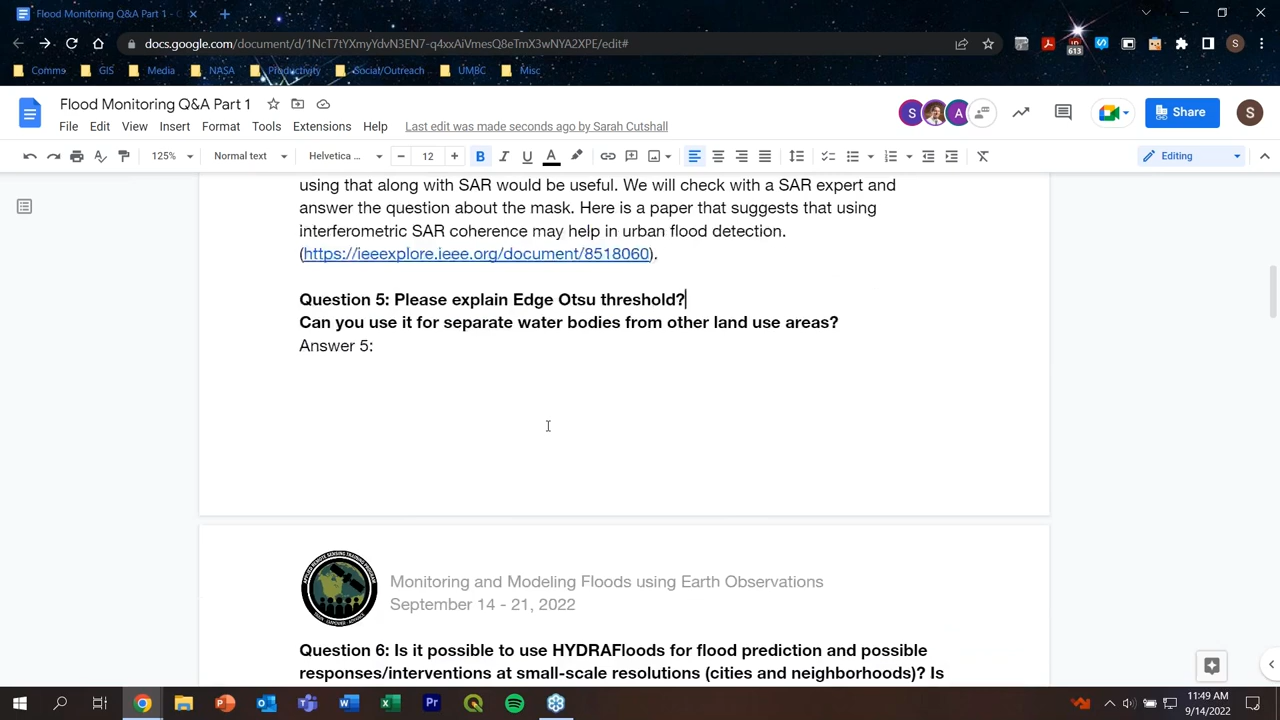 Flood Monitoring Q&A Part 1 - G
docs.google.com/document/d/1NcT7tYXmyYdvN3EN7-q4xxAiVmesQ8eTmX3wNYA2XPE/edit#
613
S
Comms GIS Media NASA Productivity Social/Outreach UMBC Misc
Flood Monitoring Q&A Part 1
S A Share S
File Edit View Insert Format Tools Extensions Help Last edit was made seconds ago by Sarah Cutshall
125% Normal text Helvetica ... 12 B I U A Editing
using that along with SAR would be useful. We will check with a SAR expert and
answer the question about the mask. Here is a paper that suggests that using
interferometric SAR coherence may help in urban flood detection.
(https://ieeexplore.ieee.org/document/8518060).
Question 5: Please explain Edge Otsu threshold?
Can you use it for separate water bodies from other land use areas?
Answer 5:
Monitoring and Modeling Floods using Earth Observations
September 14 - 21, 2022
Question 6: Is it possible to use HYDRAFloods for flood prediction and possible
responses/interventions at small-scale resolutions (cities and neighborhoods)? Is
11:49 AM
9/14/2022